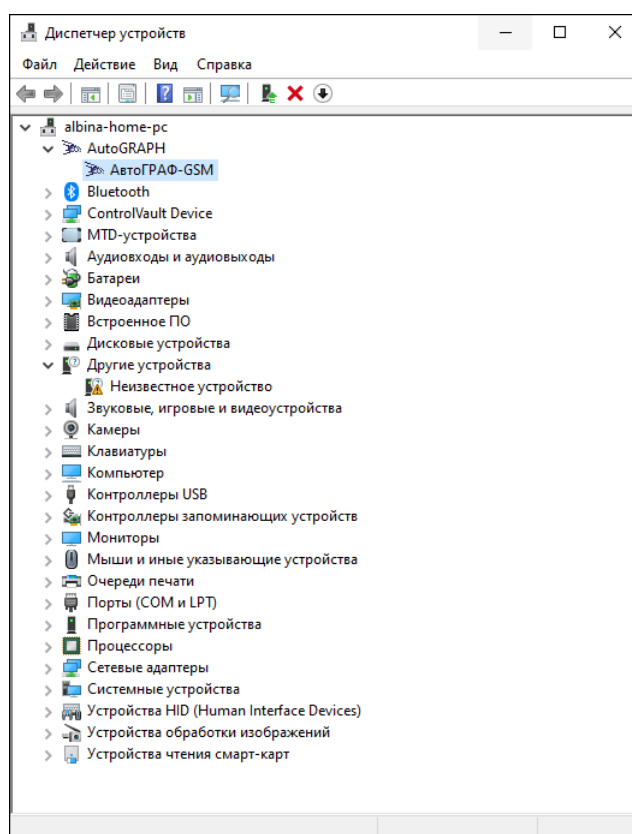 Диспетчер устройств
Файл Действие Вид Справка
albina-home-pc
AutoGRAPH
АвтоГРАФ-GSM
Bluetooth
ControlVault Device
MTD-устройства
Аудиовходы и аудиовыходы
Батареи
Видеоадаптеры
Встроенное ПО
Дисковые устройства
Другие устройства
Неизвестное устройство
Звуковые, игровые и видеоустройства
Камеры
Клавиатуры
Компьютер
Контроллеры USB
Контроллеры запоминающих устройств
Мониторы
Мыши и иные указывающие устройства
Очереди печати
Порты (COM и LPT)
Программные устройства
Процессоры
Сетевые адаптеры
Системные устройства
Устройства HID (Human Interface Devices)
Устройства обработки изображений
Устройства чтения смарт-карт